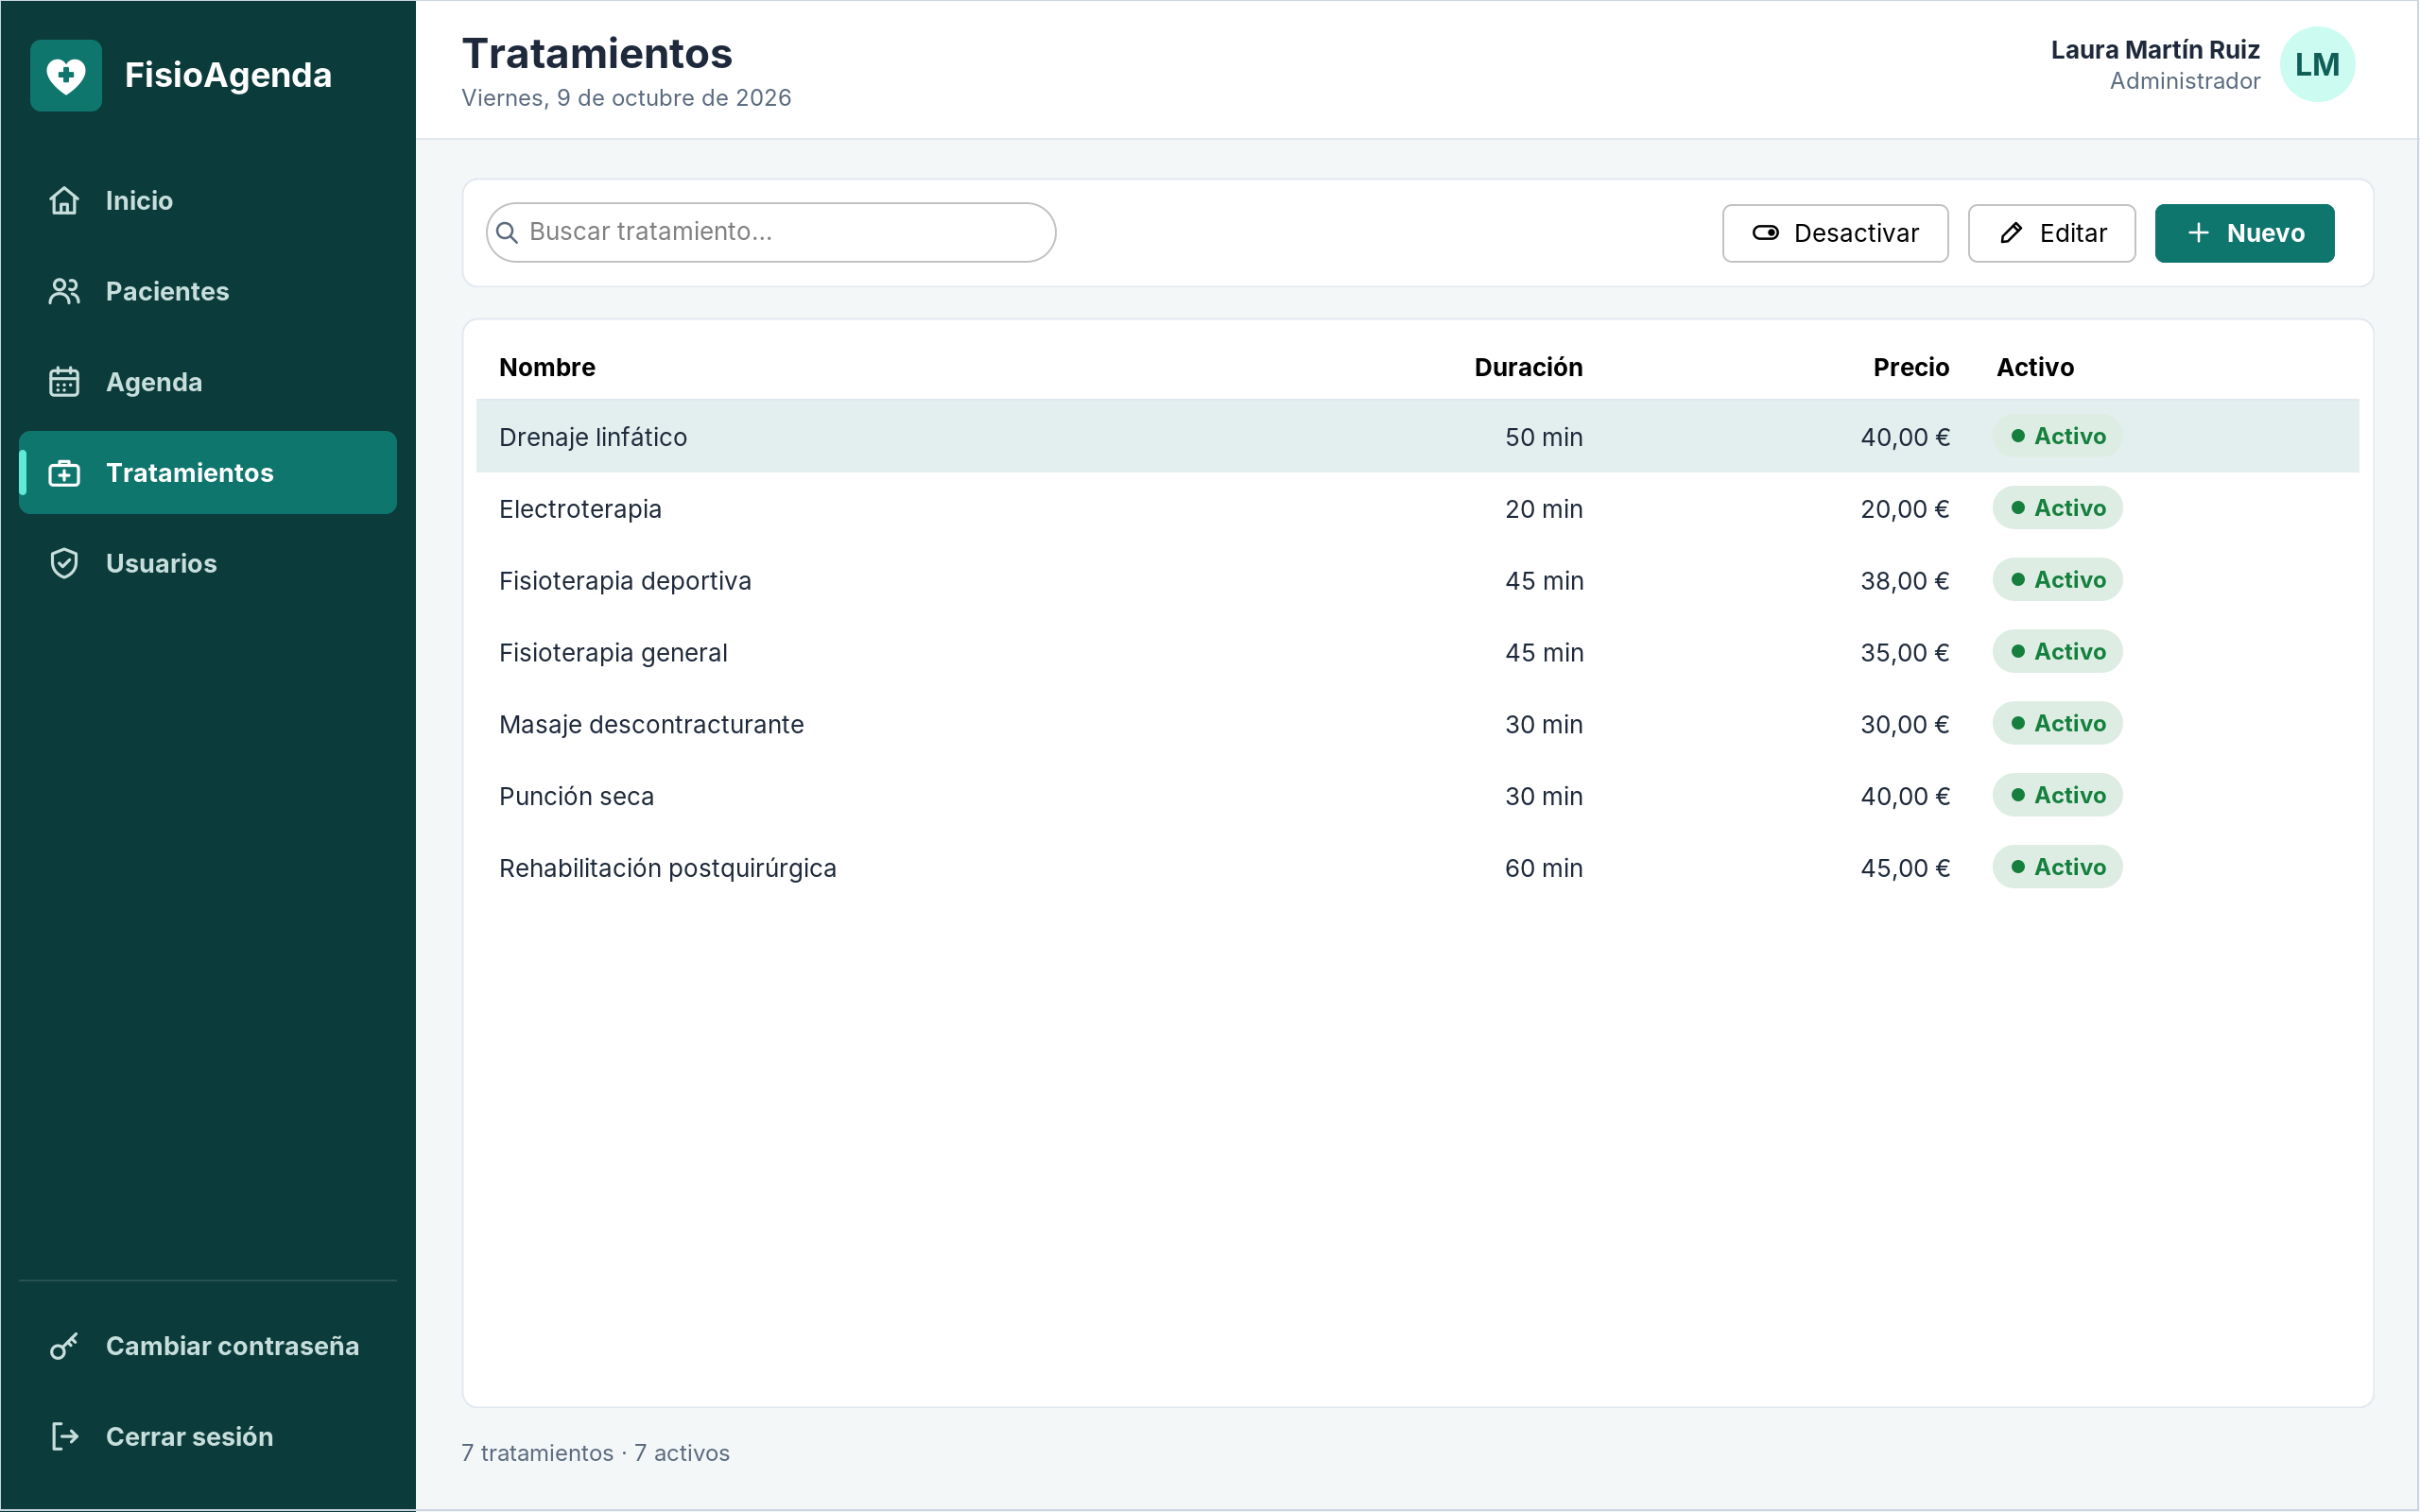 FisioAgenda
Inicio
Pacientes
Agenda
Tratamientos
Usuarios
Cambiar contraseña
Cerrar sesión
Tratamientos
Viernes, 9 de octubre de 2026
Laura Martín Ruiz
Administrador
LM
Buscar tratamiento...
Desactivar
Editar
Nuevo
Nombre Duración Precio Activo
Drenaje linfático 50 min 40,00 € Activo
Electroterapia 20 min 20,00 € Activo
Fisioterapia deportiva 45 min 38,00 € Activo
Fisioterapia general 45 min 35,00 € Activo
Masaje descontracturante 30 min 30,00 € Activo
Punción seca 30 min 40,00 € Activo
Rehabilitación postquirúrgica 60 min 45,00 € Activo
7 tratamientos · 7 activos